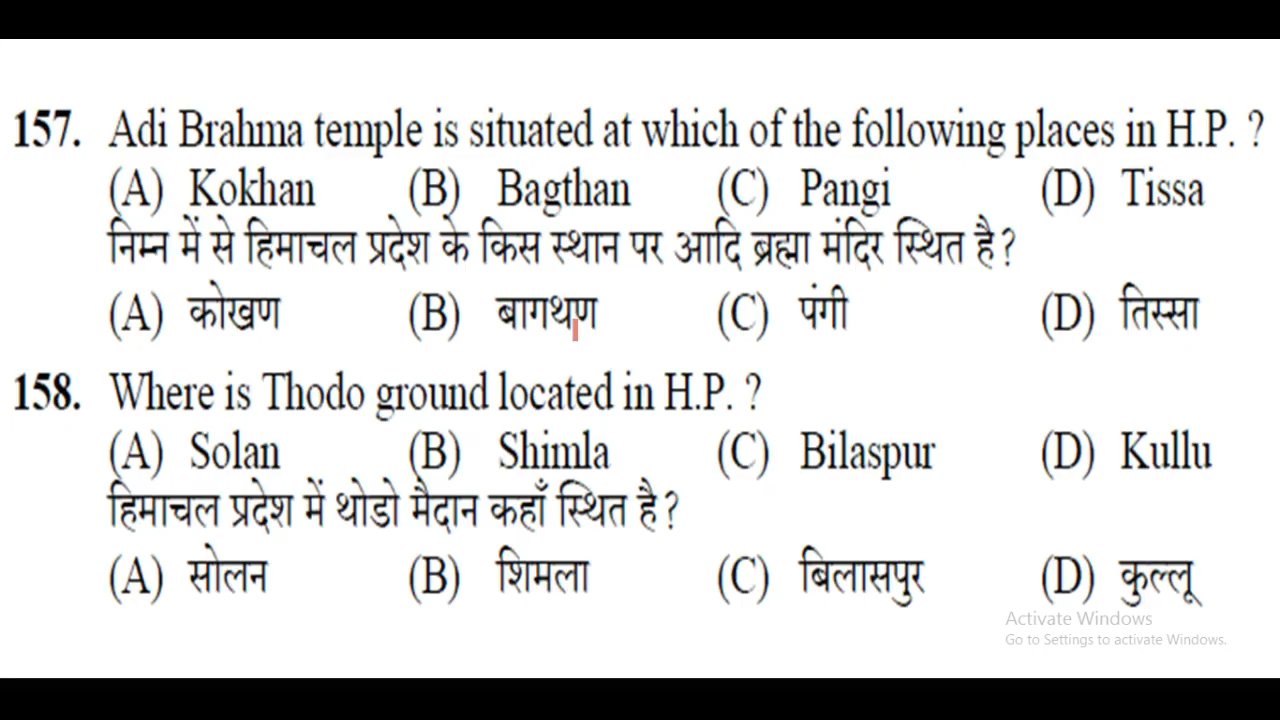 157. Adi Brahma temple is situated at which of the following places in H.P. ?
(A) Kokhan (B) Bagthan (C) Pangi (D) Tissa
निम्न में से हिमाचल प्रदेश के किस स्थान पर आदि ब्रह्मा मंदिर स्थित है?
(A) कोखण (B) बागथण (C) पंगी (D) तिस्सा
158. Where is Thodo ground located in H.P. ?
(A) Solan (B) Shimla (C) Bilaspur (D) Kullu
हिमाचल प्रदेश में थोडो मैदान कहाँ स्थित है?
(A) सोलन (B) शिमला (C) बिलासपुर (D) कुल्लू
Activate Windows
Go to Settings to activate Windows.